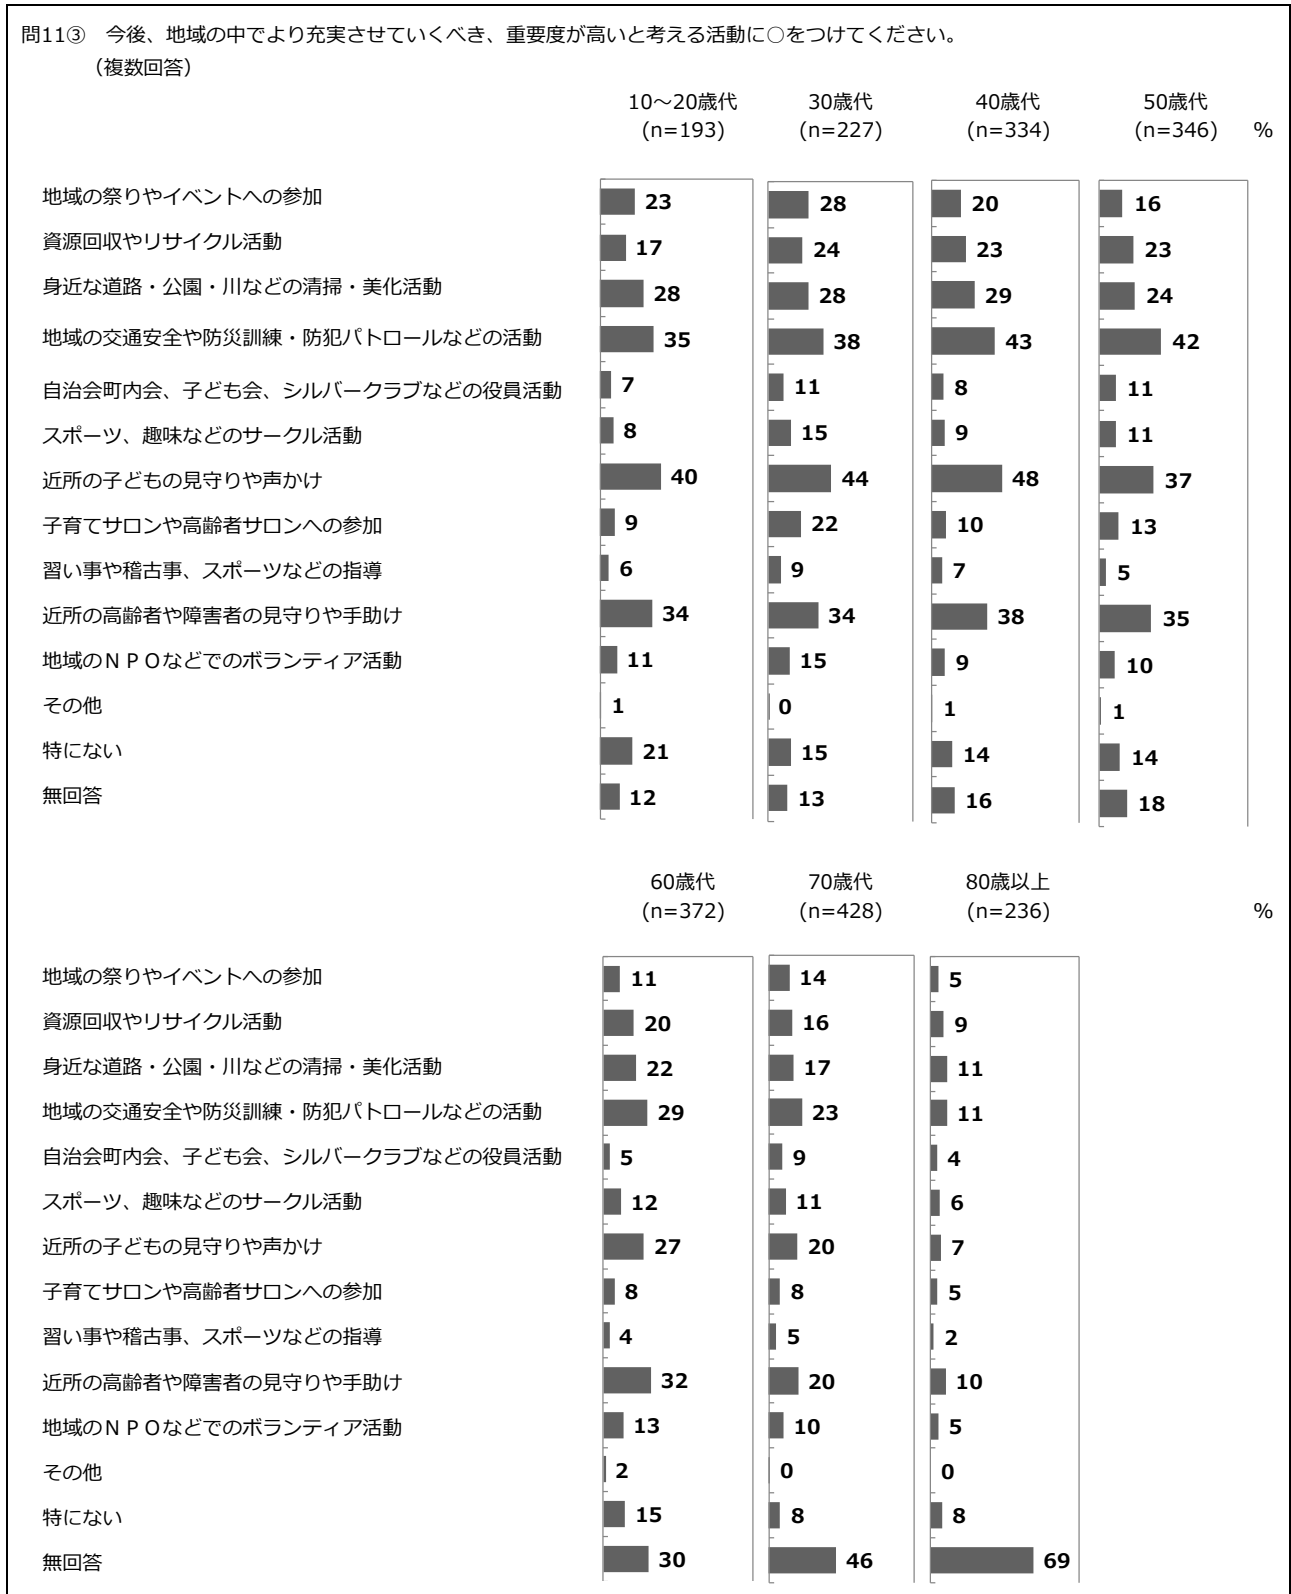 問11③　今後、地域の中でより充実させていくべき、重要度が高いと考える活動に○をつけてください。
（複数回答）
10～20歳代 30歳代 40歳代 50歳代
(n=193) (n=227) (n=334) (n=346) %
地域の祭りやイベントへの参加 23 28 20 16
資源回収やリサイクル活動 17 24 23 23
身近な道路・公園・川などの清掃・美化活動 28 28 29 24
地域の交通安全や防災訓練・防犯パトロールなどの活動 35 38 43 42
自治会町内会、子ども会、シルバークラブなどの役員活動 7 11 8 11
スポーツ、趣味などのサークル活動 8 15 9 11
近所の子どもの見守りや声かけ 40 44 48 37
子育てサロンや高齢者サロンへの参加 9 22 10 13
習い事や稽古事、スポーツなどの指導 6 9 7 5
近所の高齢者や障害者の見守りや手助け 34 34 38 35
地域のＮＰＯなどでのボランティア活動 11 15 9 10
その他 1 0 1 1
特にない 21 15 14 14
無回答 12 13 16 18
60歳代 70歳代 80歳以上
(n=372) (n=428) (n=236) %
地域の祭りやイベントへの参加 11 14 5
資源回収やリサイクル活動 20 16 9
身近な道路・公園・川などの清掃・美化活動 22 17 11
地域の交通安全や防災訓練・防犯パトロールなどの活動 29 23 11
自治会町内会、子ども会、シルバークラブなどの役員活動 5 9 4
スポーツ、趣味などのサークル活動 12 11 6
近所の子どもの見守りや声かけ 27 20 7
子育てサロンや高齢者サロンへの参加 8 8 5
習い事や稽古事、スポーツなどの指導 4 5 2
近所の高齢者や障害者の見守りや手助け 32 20 10
地域のＮＰＯなどでのボランティア活動 13 10 5
その他 2 0 0
特にない 15 8 8
無回答 30 46 69